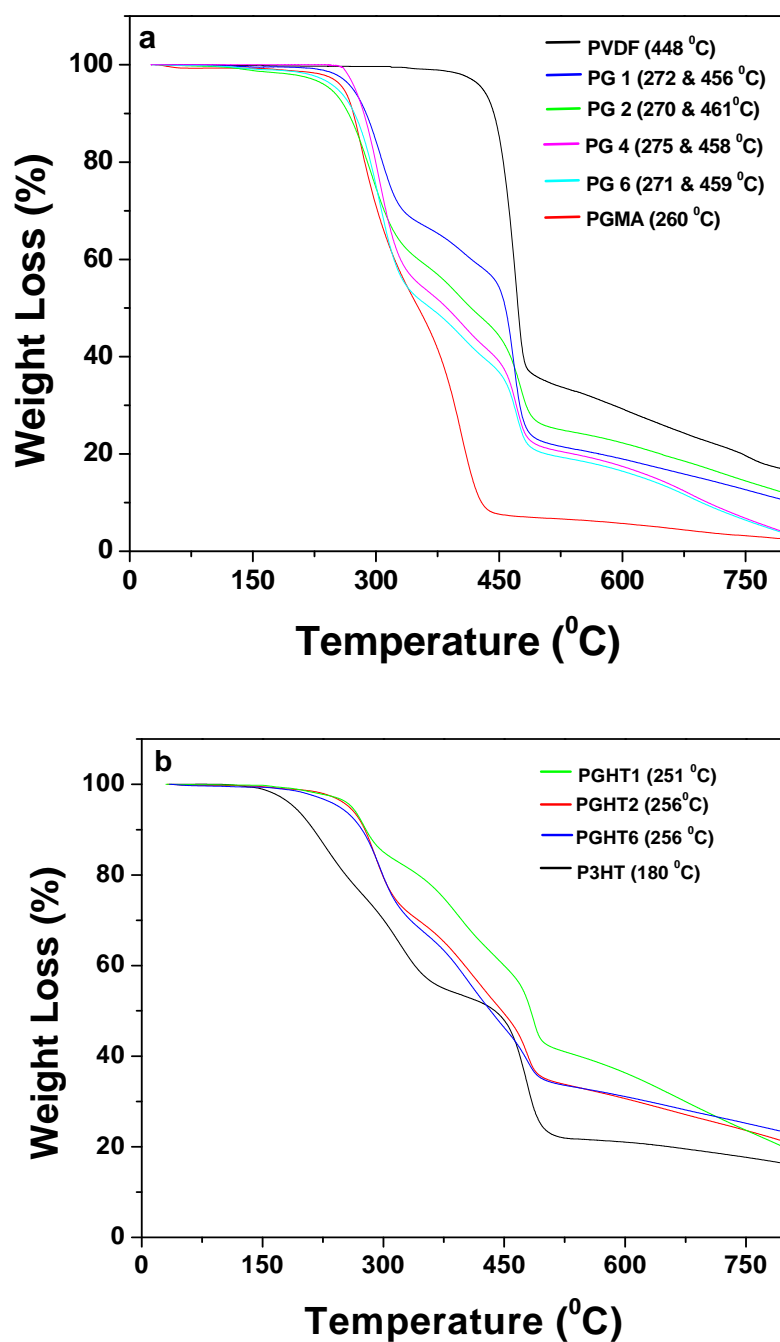 a
PVDF (448 ⁰C)
PG 1 (272 & 456 ⁰C)
PG 2 (270 & 461⁰C)
PG 4 (275 & 458 ⁰C)
PG 6 (271 & 459 ⁰C)
PGMA (260 ⁰C)
Weight Loss (%)
100
80
60
40
20
0
0 150 300 450 600 750
Temperature (⁰C)
b
PGHT1 (251 ⁰C)
PGHT2 (256⁰C)
PGHT6 (256 ⁰C)
P3HT (180 ⁰C)
Weight Loss (%)
100
80
60
40
20
0
0 150 300 450 600 750
Temperature (⁰C)